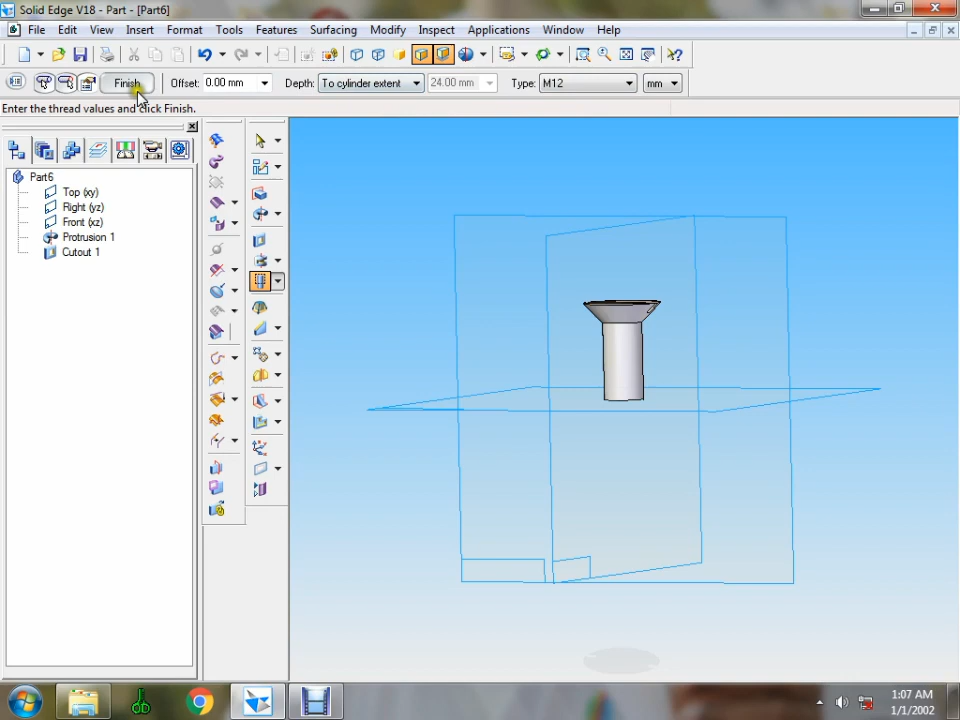 Solid Edge V18 - Part - [Part6]
File Edit View Insert Format Tools Features Surfacing Modify Inspect Applications Window Help
Finish Offset: 0.00 mm Depth: To cylinder extent 24.00 mm Type: M12 mm
Enter the thread values and click Finish.
Part6
Top (xy)
Right (yz)
Front (xz)
Protrusion 1
Cutout 1
1:07 AM
1/1/2002